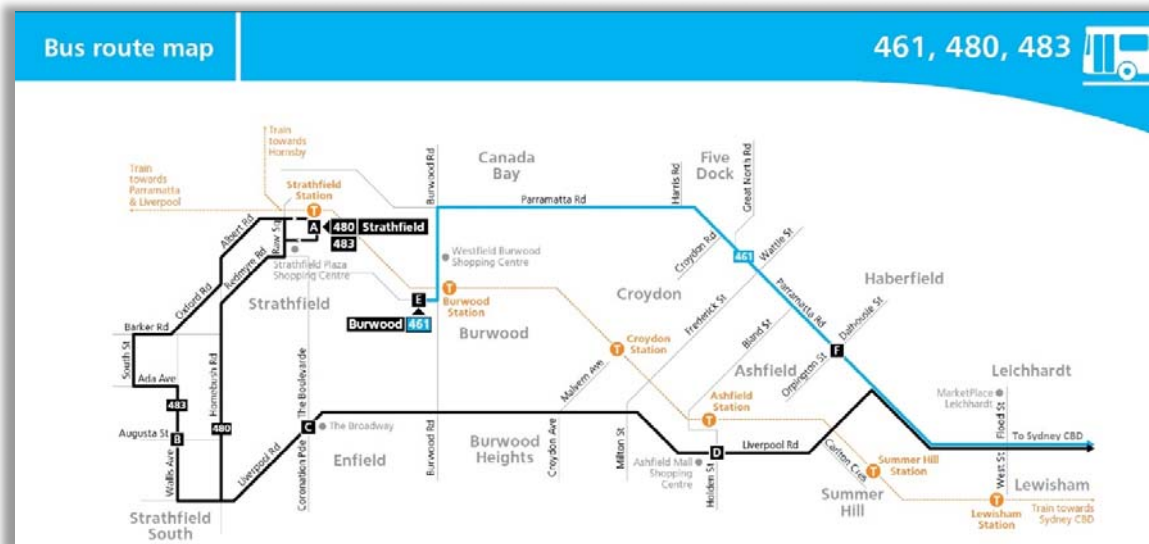 Bus route map
461, 480, 483
Train
towards
Hornsby
Train
towards
Parramatta
& Liverpool
Strathfield
Station
T
A
480 Strathfield
483
Albert Rd
Raw Sq
Redmyre Rd
Oxford Rd
Strathfield Plaza
Shopping Centre
Strathfield
Barker Rd
South St
Ada Ave
483
Augusta St
B
Wallis Ave
Homebush Rd
480
Strathfield
South
Liverpool Rd
Coronation Pde
The Boulevarde
C
The Broadway
Enfield
Burwood Rd
Canada
Bay
Parramatta Rd
Westfield Burwood
Shopping Centre
E
Burwood 461
T
Burwood
Station
Burwood
Burwood Rd
Burwood
Heights
Croydon Ave
Malvern Ave
Harris Rd
Five
Dock
Great North Rd
Croydon Rd
461
Wattle St
Croydon
Frederick St
T
Croydon
Station
Milton St
Bland St
Ashfield
Ashfield
Station
T
Ashfield Mall
Shopping
Centre
D
Holden St
Liverpool Rd
Parramatta Rd
Haberfield
Dalhousie St
F
Orpington St
Carlton Cres
Summer Hill
Station
T
Summer
Hill
Leichhardt
MarketPlace
Leichhardt
Flood St
To Sydney CBD
West St
Lewisham
T
Lewisham
Station
Train towards
Sydney CBD